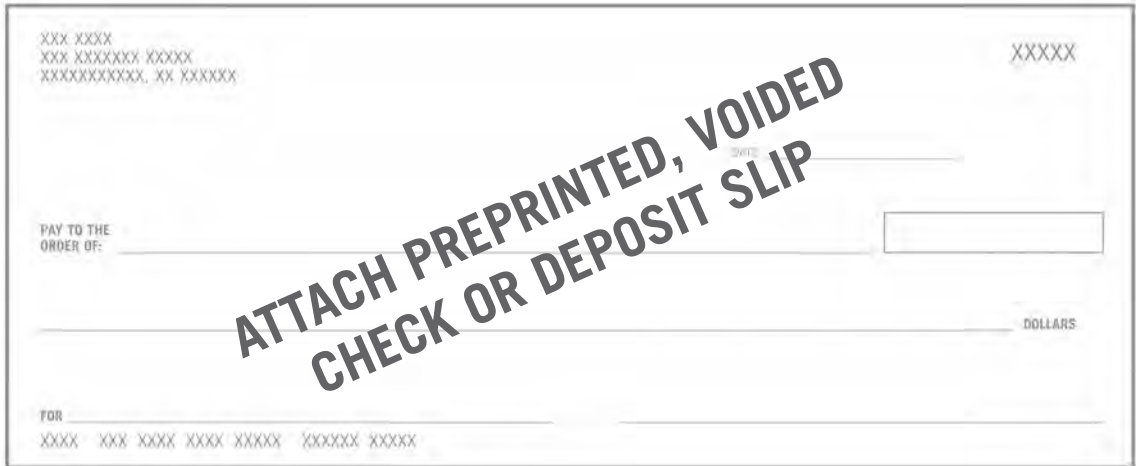 XXX XXXX
XXX XXXXXXX XXXXX
XXXXXXXXXXX, XX XXXXXX
XXXXX
DATE
PAY TO THE
ORDER OF:
ATTACH PREPRINTED, VOIDED
CHECK OR DEPOSIT SLIP
DOLLARS
FOR
XXXX XXX XXXX XXXX XXXXX XXXXXX XXXXX